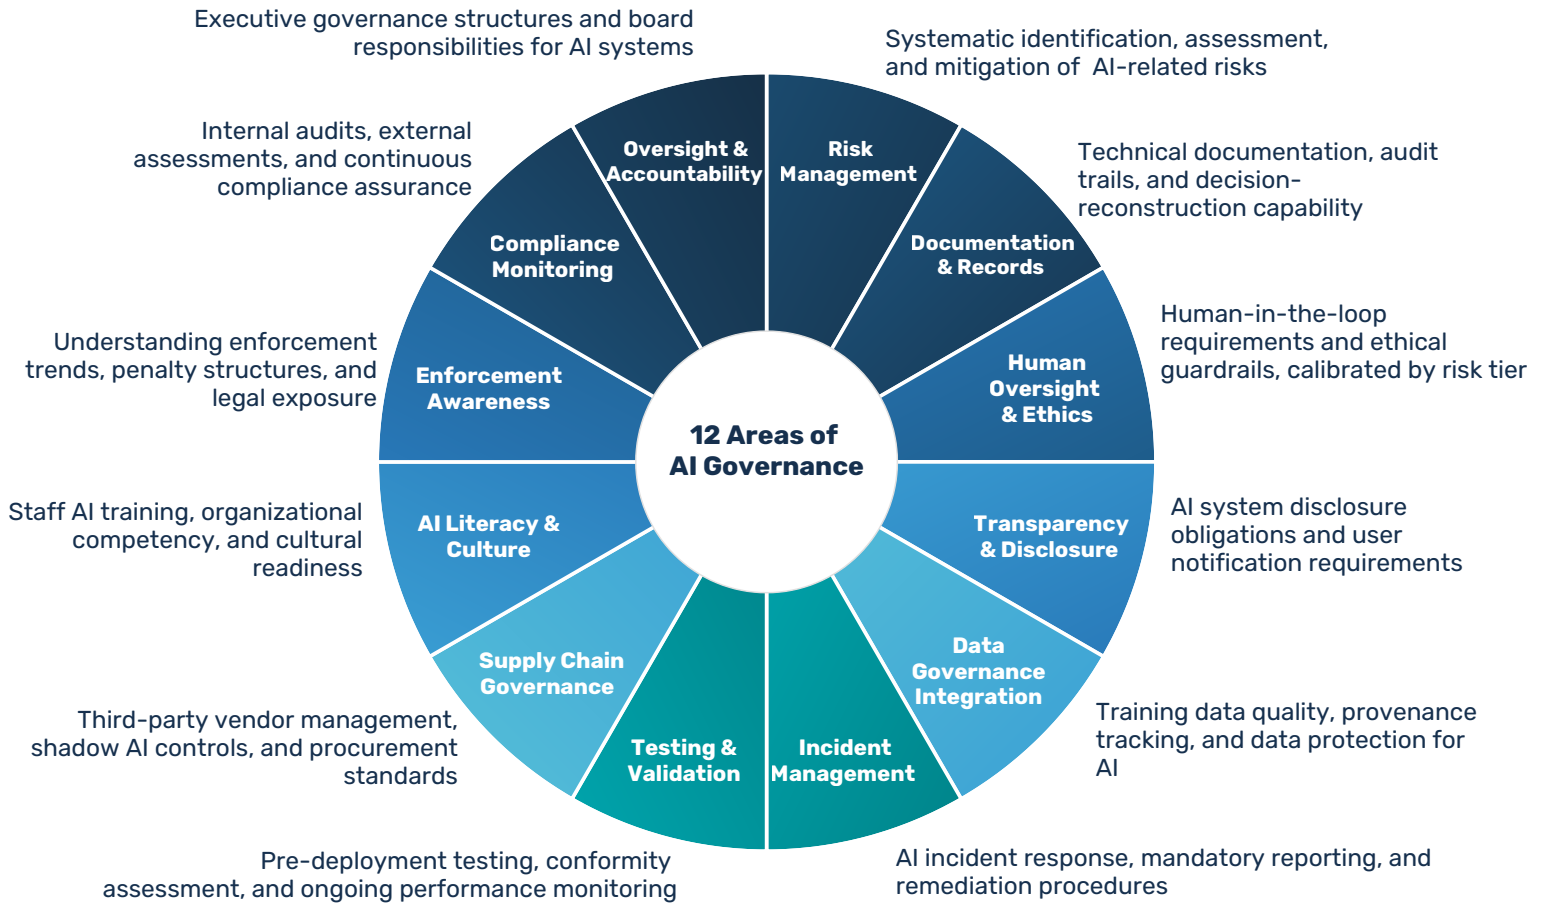 Executive governance structures and board
responsibilities for AI systems
Systematic identification, assessment,
and mitigation of AI-related risks
Internal audits, external
assessments, and continuous
compliance assurance
Oversight &
Accountability
Risk
Management
Technical documentation, audit
trails, and decision-
reconstruction capability
Compliance
Monitoring
Documentation
& Records
Understanding enforcement
trends, penalty structures, and
legal exposure
Enforcement
Awareness
Human
Oversight
& Ethics
Human-in-the-loop
requirements and ethical
guardrails, calibrated by risk tier
12 Areas of
AI Governance
Staff AI training, organizational
competency, and cultural
readiness
AI Literacy &
Culture
Transparency
& Disclosure
AI system disclosure
obligations and user
notification requirements
Supply Chain
Governance
Data
Governance
Integration
Third-party vendor management,
shadow AI controls, and procurement
standards
Testing &
Validation
Incident
Management
Training data quality, provenance
tracking, and data protection for
AI
Pre-deployment testing, conformity
assessment, and ongoing performance monitoring
AI incident response, mandatory reporting, and
remediation procedures